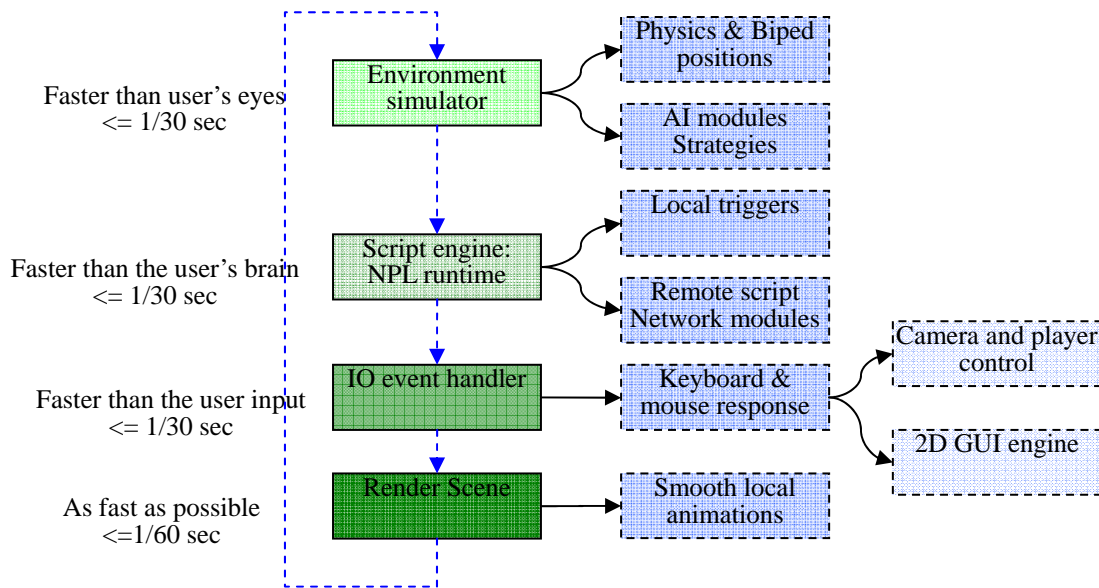 Physics & Biped
positions
Environment
simulator
Faster than user's eyes
<= 1/30 sec
AI modules
Strategies
Local triggers
Script engine:
NPL runtime
Faster than the user's brain
<= 1/30 sec
Remote script
Network modules
Camera and player
control
IO event handler
Keyboard &
mouse response
Faster than the user input
<= 1/30 sec
2D GUI engine
Render Scene
Smooth local
animations
As fast as possible
<=1/60 sec